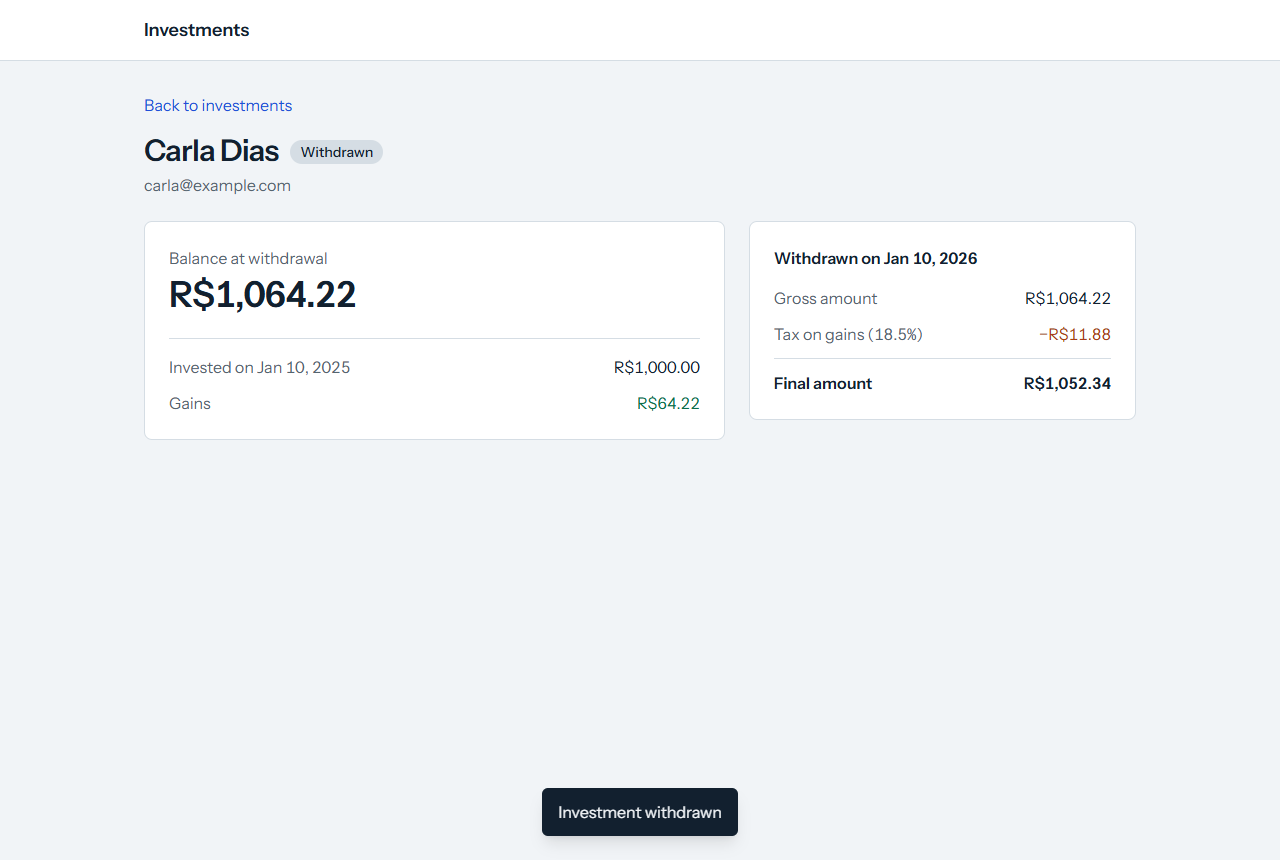 Investments
Back to investments
Carla Dias Withdrawn
carla@example.com
Balance at withdrawal
R$1,064.22
Invested on Jan 10, 2025 R$1,000.00
Gains R$64.22
Withdrawn on Jan 10, 2026
Gross amount R$1,064.22
Tax on gains (18.5%) −R$11.88
Final amount R$1,052.34
Investment withdrawn